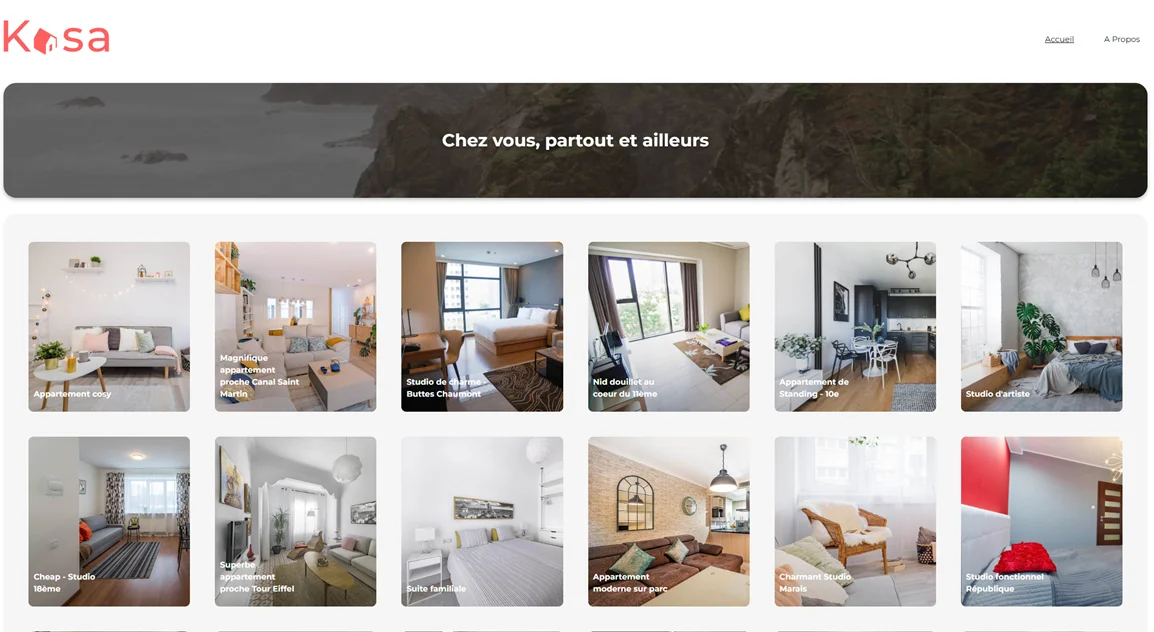 Kasa
Accueil
A Propos
Chez vous, partout et ailleurs
Appartement cosy
Magnifique
appartement
proche Canal Saint
Martin
Studio de charme -
Buttes Chaumont
Nid douillet au
coeur du 11ème
Appartement de
Standing - 10e
Studio d'artiste
Cheap - Studio
18ème
Superbe
appartement
proche Tour Eiffel
Suite familiale
Appartement
moderne sur parc
Charmant Studio
Marais
Studio fonctionnel
République